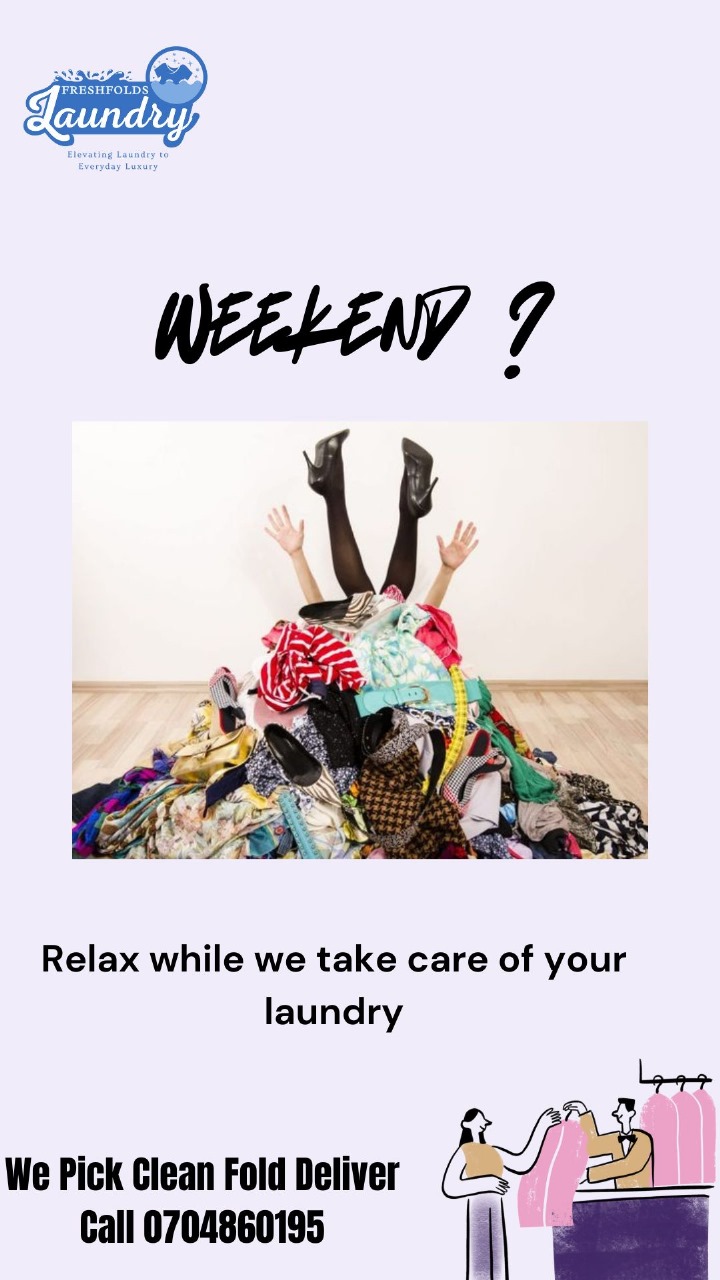 FRESHFOLDS
Laundry
Elevating Laundry to
Everyday Luxury
WEEKEND ?
Relax while we take care of your
laundry
We Pick Clean Fold Deliver
Call 0704860195